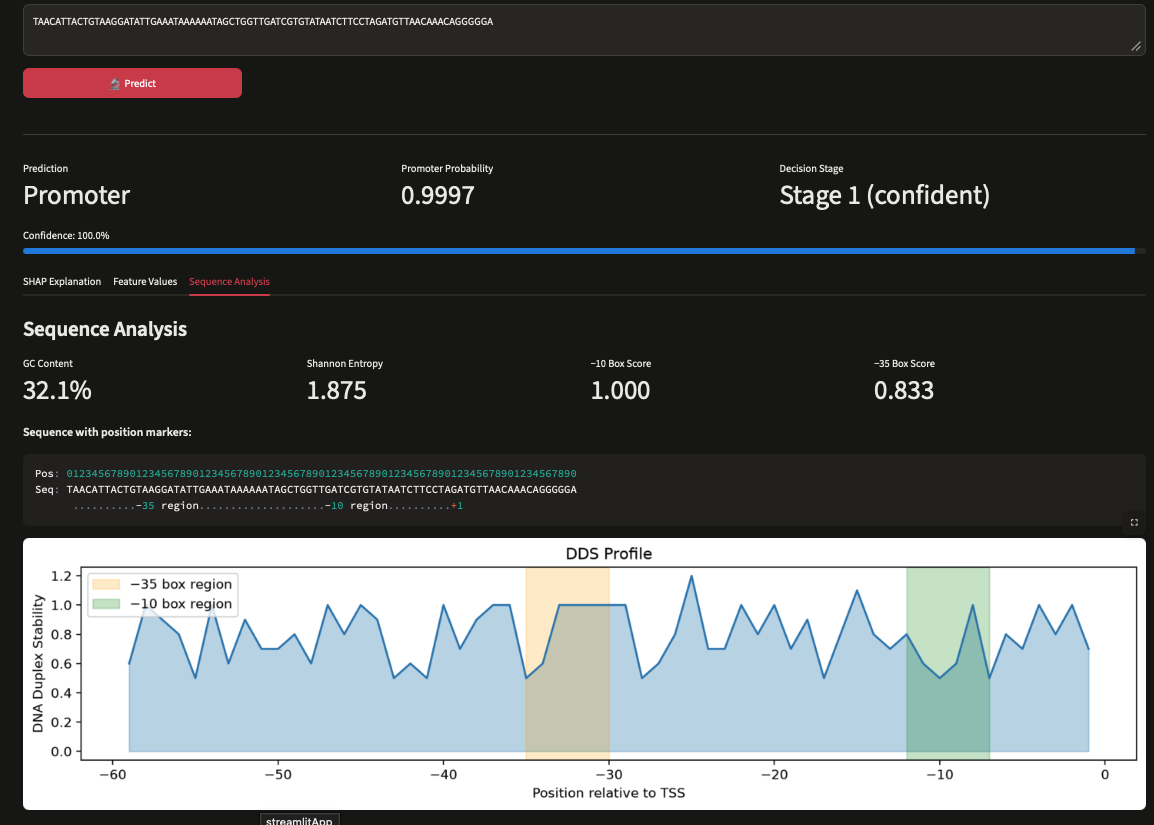 TAACATTACTGTAAGGATATTGAAATAAAAAATAGCTGGTTGATCGTGTATAATCTTCCTAGATGTTAACAAACAGGGGGA
Predict
Prediction
Promoter
Promoter Probability
0.9997
Decision Stage
Stage 1 (confident)
Confidence: 100.0%
SHAP Explanation Feature Values Sequence Analysis
Sequence Analysis
GC Content
32.1%
Shannon Entropy
1.875
−10 Box Score
1.000
−35 Box Score
0.833
Sequence with position markers:
Pos: 012345678901234567890123456789012345678901234567890123456789012345678901234567890
Seq: TAACATTACTGTAAGGATATTGAAATAAAAAATAGCTGGTTGATCGTGTATAATCTTCCTAGATGTTAACAAACAGGGGGA
..........-35 region....................-10 region..........+1
DDS Profile
−35 box region
−10 box region
DNA Duplex Stability
1.2
1.0
0.8
0.6
0.4
0.2
0.0
−60 −50 −40 −30 −20 −10 0
Position relative to TSS
streamlitApp